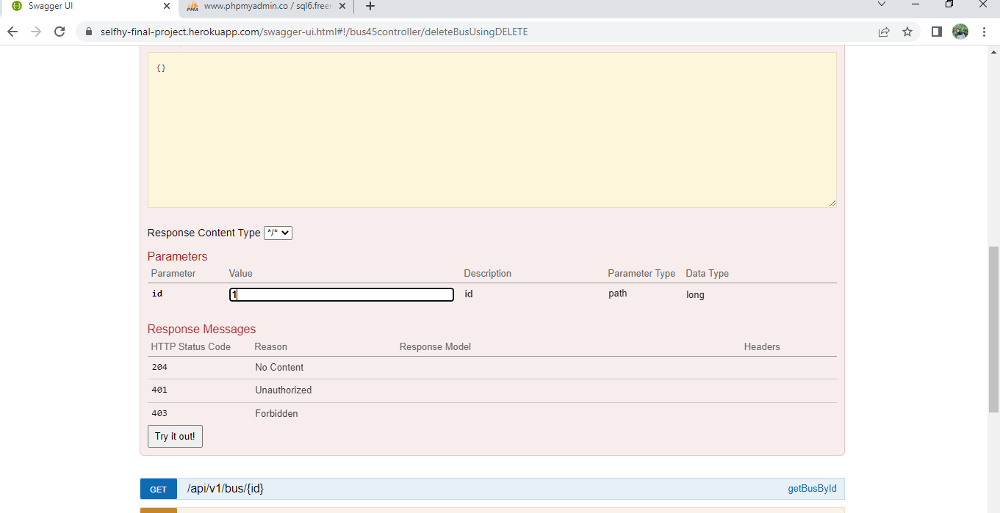 Swagger UI
www.phpmyadmin.co / sql6.freer
selfhy-final-project.herokuapp.com/swagger-ui.html#!/bus45controller/deleteBusUsingDELETE
{}
Response Content Type */*
Parameters
Parameter Value Description Parameter Type Data Type
id 1 id path long
Response Messages
HTTP Status Code Reason Response Model Headers
204 No Content
401 Unauthorized
403 Forbidden
Try it out!
GET /api/v1/bus/{id} getBusById